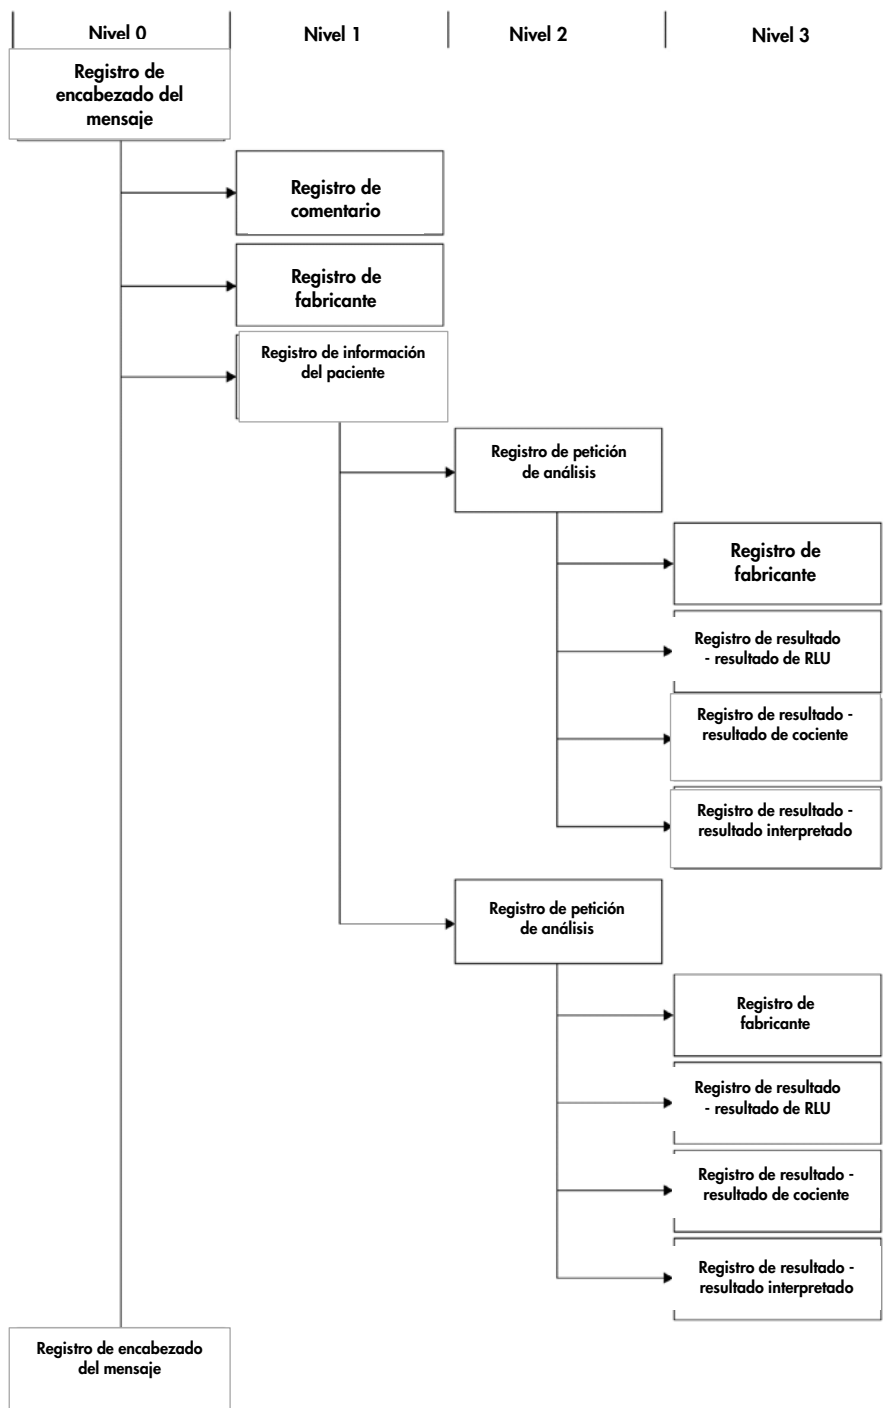 Nivel 0
Nivel 1
Nivel 2
Nivel 3
Registro de
encabezado del
mensaje
Registro de
comentario
Registro de
fabricante
Registro de información
del paciente
Registro de petición
de análisis
Registro de
fabricante
Registro de resultado
- resultado de RLU
Registro de resultado -
resultado de cociente
Registro de resultado -
resultado interpretado
Registro de petición
de análisis
Registro de
fabricante
Registro de resultado
- resultado de RLU
Registro de resultado -
resultado de cociente
Registro de resultado -
resultado interpretado
Registro de encabezado
del mensaje